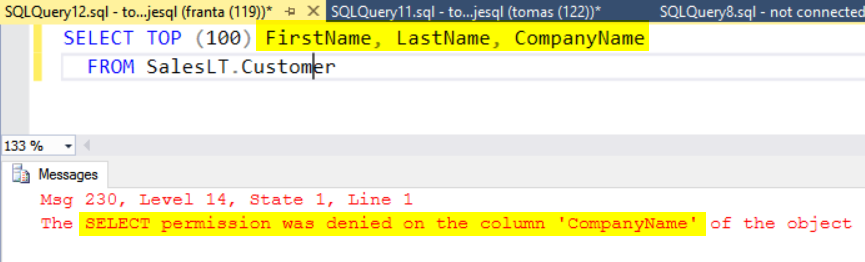 SQLQuery12.sql - to...jesql (franta (119))* SQLQuery11.sql - to...jesql (tomas (122))* SQLQuery8.sql - not connected
SELECT TOP (100) FirstName, LastName, CompanyName
FROM SalesLT.Customer
133 %
Messages
Msg 230, Level 14, State 1, Line 1
The SELECT permission was denied on the column 'CompanyName' of the object